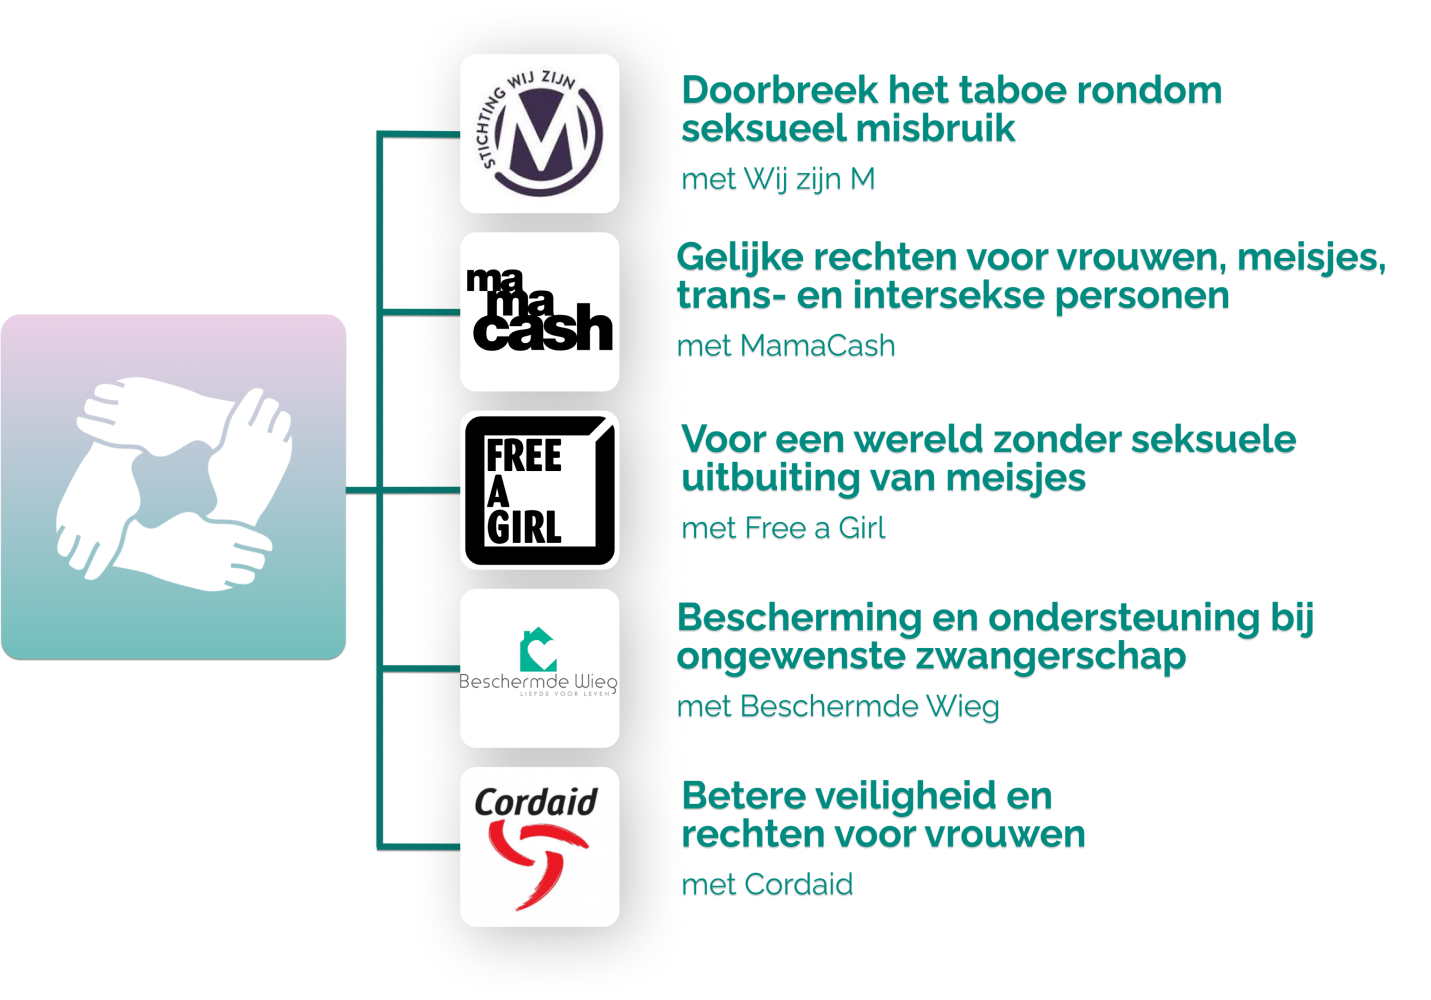 STICHTING WIJ ZIJN
M
Doorbreek het taboe rondom
seksueel misbruik
met Wij zijn M
ma
ma
cash
Gelijke rechten voor vrouwen, meisjes,
trans- en intersekse personen
met MamaCash
FREE
A
GIRL
Voor een wereld zonder seksuele
uitbuiting van meisjes
met Free a Girl
Beschermde Wieg
LIEFDE VOOR LEVEN
Bescherming en ondersteuning bij
ongewenste zwangerschap
met Beschermde Wieg
Cordaid
Betere veiligheid en
rechten voor vrouwen
met Cordaid